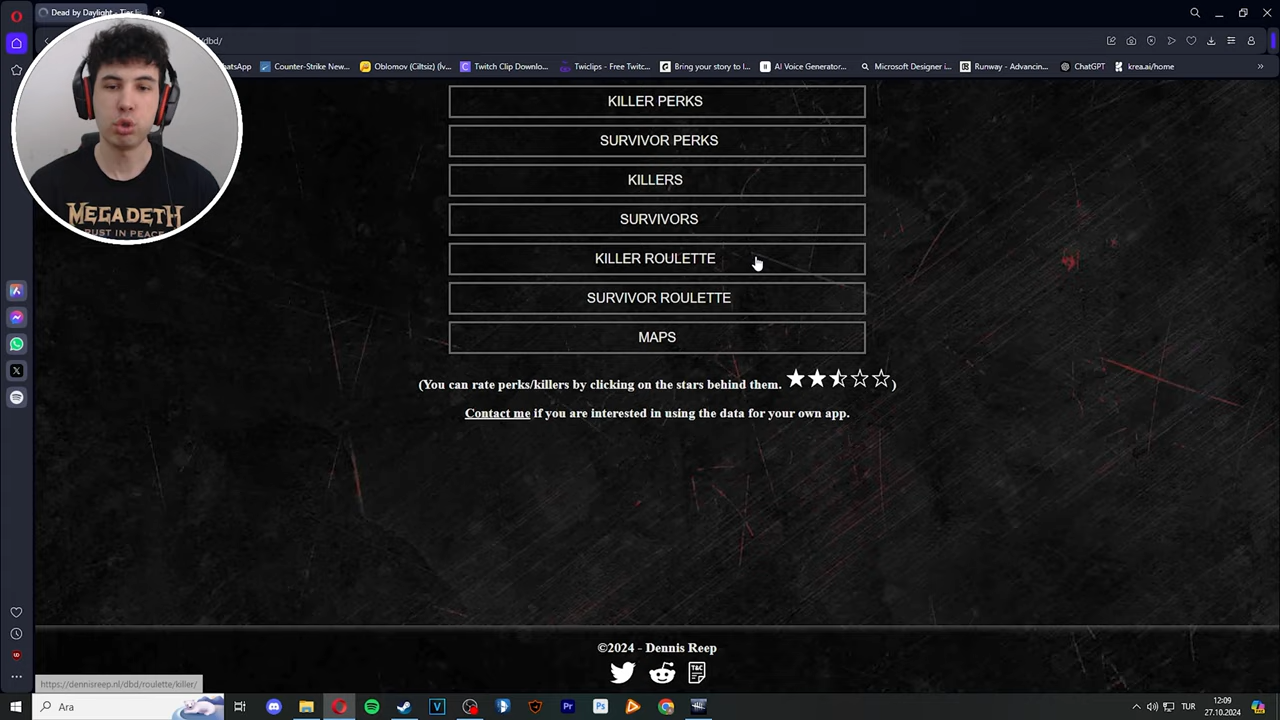 Dead by Daylight - Tier l
/dbd/
WhatsApp
Counter-Strike New...
Oblomov (Ciltsiz) (İv...
Twitch Clip Downlo...
Twiclips - Free Twitc...
Bring your story to l...
AI Voice Generator...
Microsoft Designer i...
Runway - Advancin...
ChatGPT
krea.ai/home
KILLER PERKS
SURVIVOR PERKS
KILLERS
SURVIVORS
KILLER ROULETTE
SURVIVOR ROULETTE
MAPS
(You can rate perks/killers by clicking on the stars behind them. ★★⯪☆☆)
Contact me if you are interested in using the data for your own app.
MEGADETH
RUST IN PEACE
©2024 - Dennis Reep
T&C
https://dennisreep.nl/dbd/roulette/killer/
Ara
TUR
12:09
27.10.2024